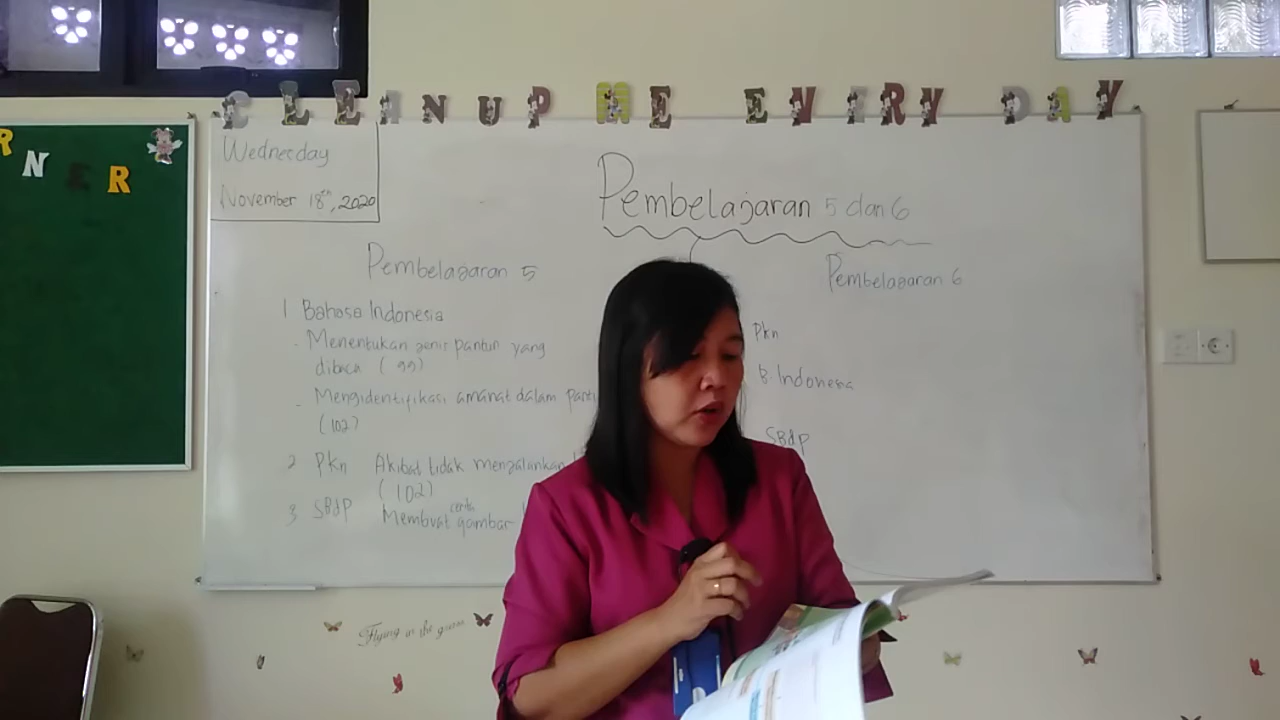 CLEAN UP ME EVERY DAY
RNER
Wednesday
November 18th, 2020
Pembelajaran 5 dan 6
Pembelajaran 5
1 Bahasa Indonesia
- Menentukan jenis pantun yang
dibaca (99)
- Mengidentifikasi amanat dalam
(102)
2 PKn Akibat tidak menjalankan
(102)
3 SBdP Membuat cerita gambar
Pembelajaran 6
PKn
B. Indonesia
SBdP
Flying in the